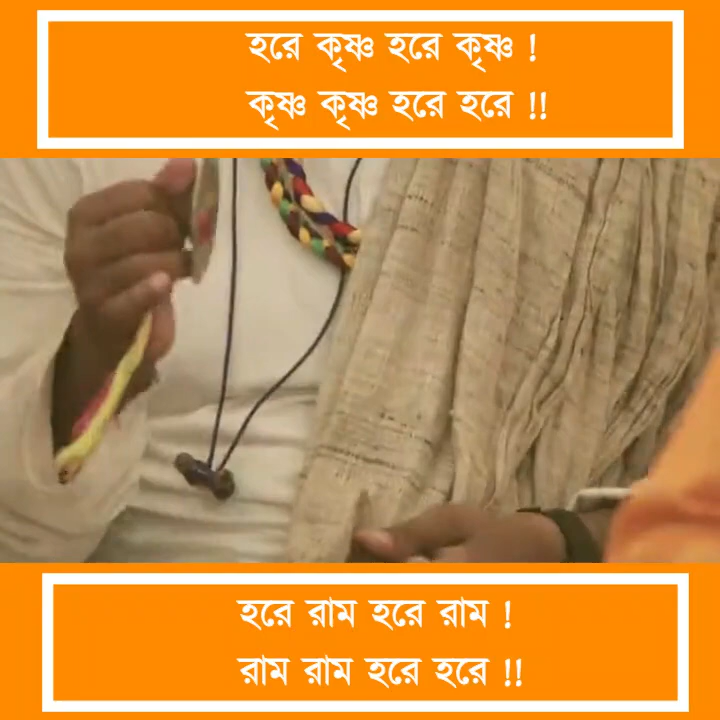 হরে কৃষ্ণ হরে কৃষ্ণ !
কৃষ্ণ কৃষ্ণ হরে হরে !!
হরে রাম হরে রাম !
রাম রাম হরে হরে !!